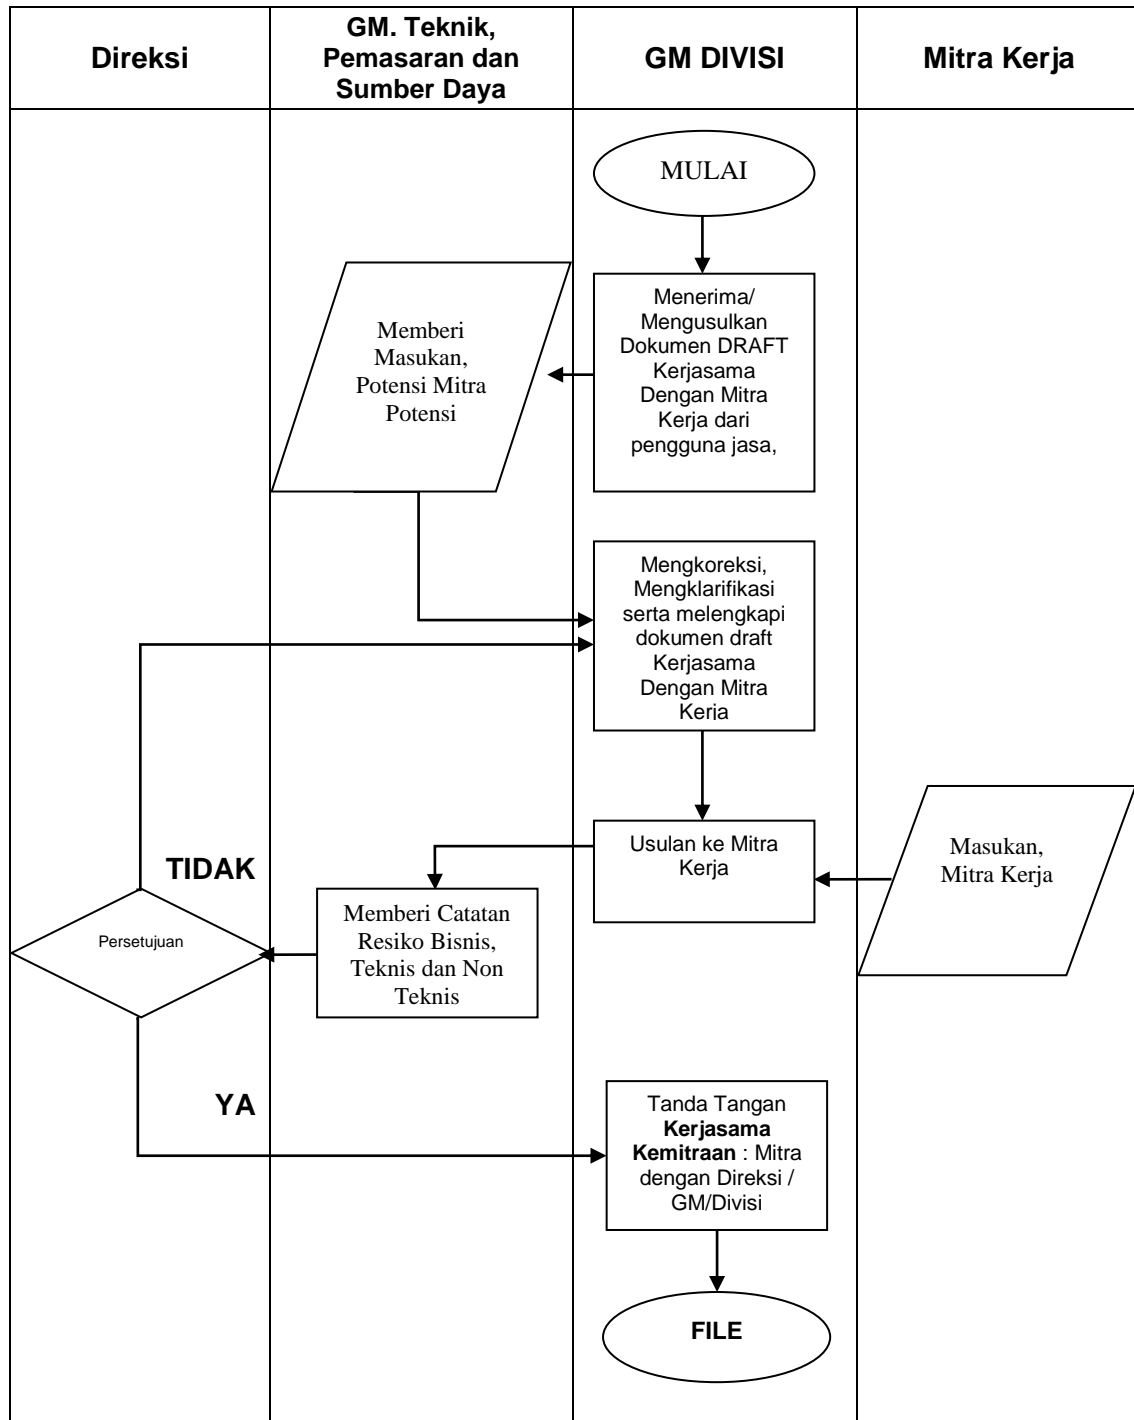 Direksi
GM. Teknik,
Pemasaran dan
Sumber Daya
GM DIVISI
Mitra Kerja
MULAI
Menerima/
Mengusulkan
Dokumen DRAFT
Kerjasama
Dengan Mitra
Kerja dari
pengguna jasa,
Memberi
Masukan,
Potensi Mitra
Potensi
Mengkoreksi,
Mengklarifikasi
serta melengkapi
dokumen draft
Kerjasama
Dengan Mitra
Kerja
Usulan ke Mitra
Kerja
Masukan,
Mitra Kerja
TIDAK
Memberi Catatan
Resiko Bisnis,
Teknis dan Non
Teknis
Persetujuan
YA
Tanda Tangan
Kerjasama
Kemitraan : Mitra
dengan Direksi /
GM/Divisi
FILE